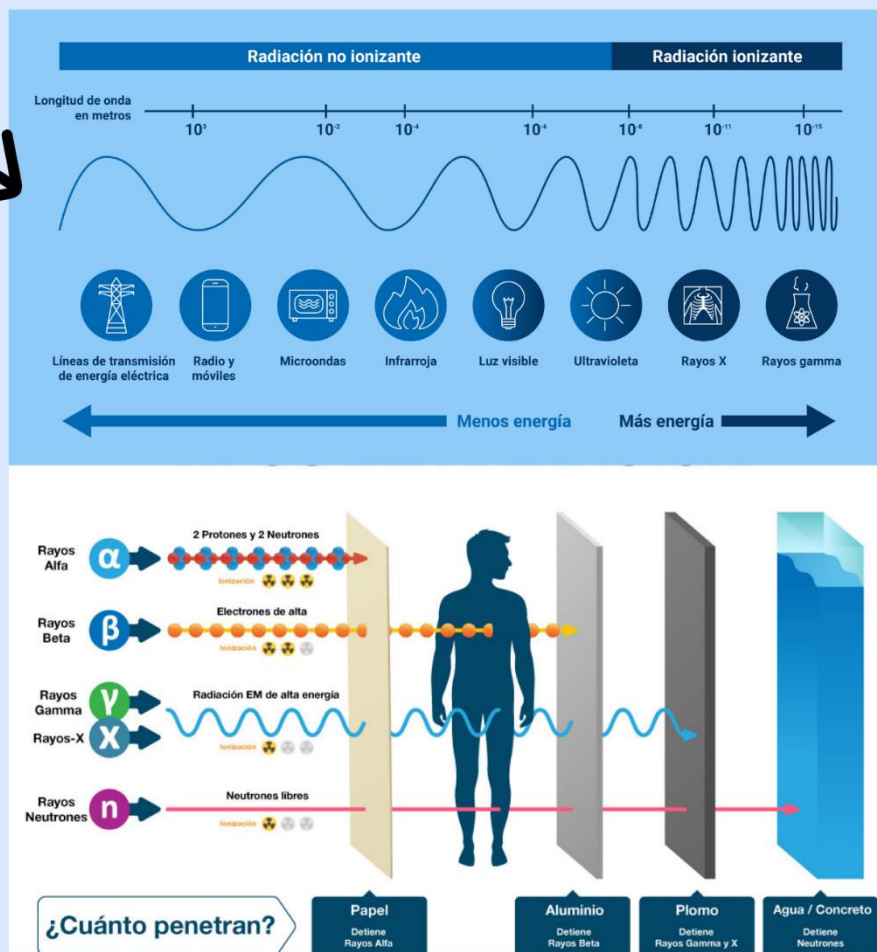 Radiación no ionizante
Radiación ionizante
Longitud de onda
en metros
10³
10⁻²
10⁻⁴
10⁻⁶
10⁻⁸
10⁻¹¹
10⁻¹⁵
Líneas de transmisión
de energía eléctrica
Radio y
móviles
Microondas
Infrarroja
Luz visible
Ultravioleta
Rayos X
Rayos gamma
Menos energía
Más energía
Rayos
Alfa
α
2 Protones y 2 Neutrones
Ionización
Rayos
Beta
β
Electrones de alta
Ionización
Rayos
Gamma
γ
Radiación EM de alta energía
Rayos-X
X
Ionización
Rayos
Neutrones
n
Neutrones libres
Ionización
¿Cuánto penetran?
Papel
Detiene
Rayos Alfa
Aluminio
Detiene
Rayos Beta
Plomo
Detiene
Rayos Gamma y X
Agua / Concreto
Detiene
Neutrones